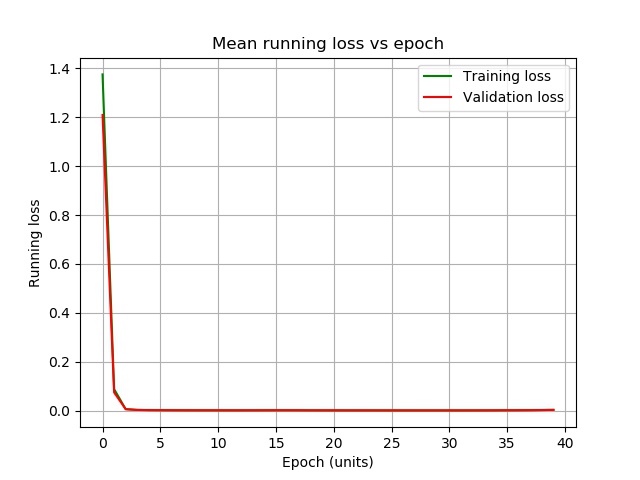 Mean running loss vs epoch
Training loss
Validation loss
1.4
1.2
1.0
0.8
0.6
0.4
0.2
0.0
Running loss
0 5 10 15 20 25 30 35 40
Epoch (units)